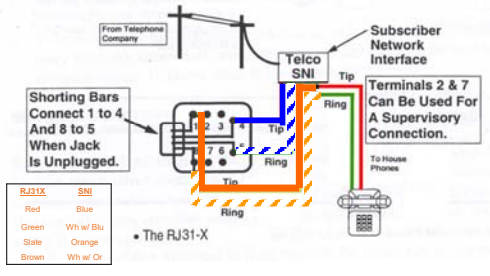 From Telephone
Company
Subscriber
Network
Interface
Telco
SNI
Tip
Ring
Terminals 2 & 7
Can Be Used For
A Supervisory
Connection.
Shorting Bars
Connect 1 to 4
And 8 to 5
When Jack
Is Unplugged.
1 2 3 4
Tip
7 6 5
Ring
To House
Phones
Tip
Ring
RJ31X SNI
Red Blue
Green Wh w/ Blu
Slate Orange
Brown Wh w/ Or
• The RJ31-X